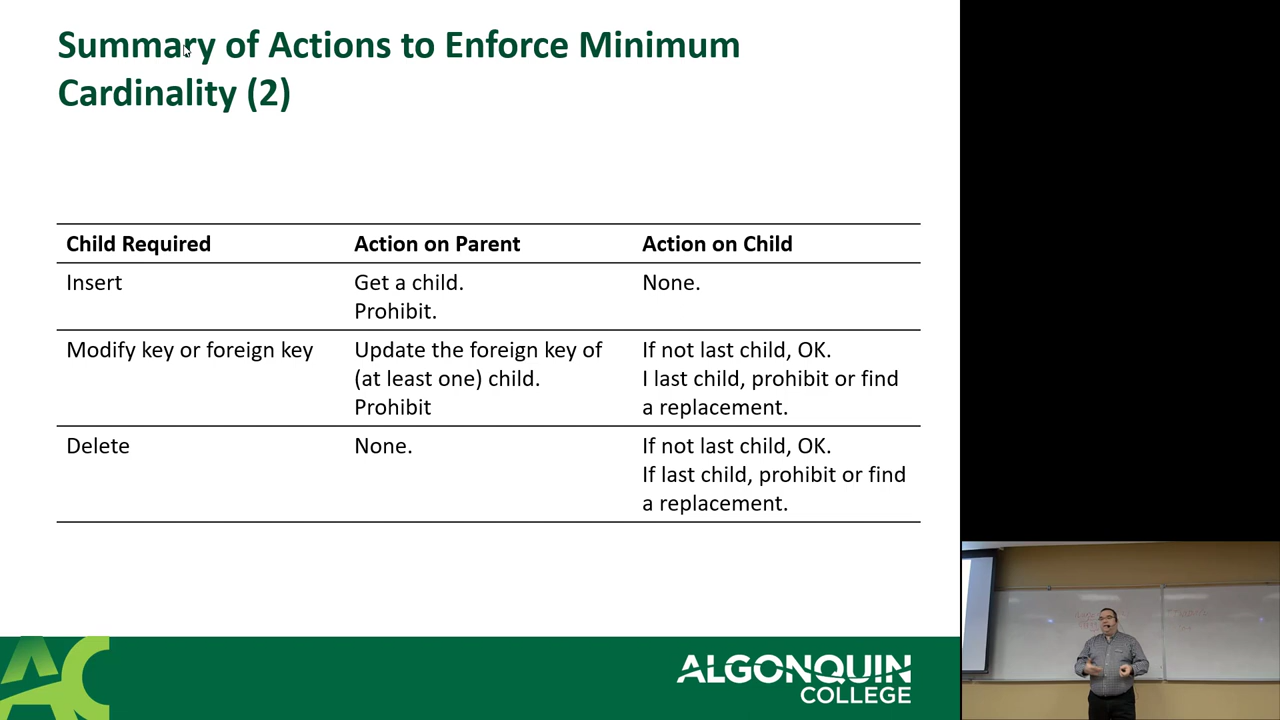 Summary of Actions to Enforce Minimum
Cardinality (2)
Child Required Action on Parent Action on Child
Insert Get a child. None.
Prohibit.
Modify key or foreign key Update the foreign key of If not last child, OK.
(at least one) child. I last child, prohibit or find
Prohibit a replacement.
Delete None. If not last child, OK.
If last child, prohibit or find
a replacement.
AC
ALGONQUIN
COLLEGE